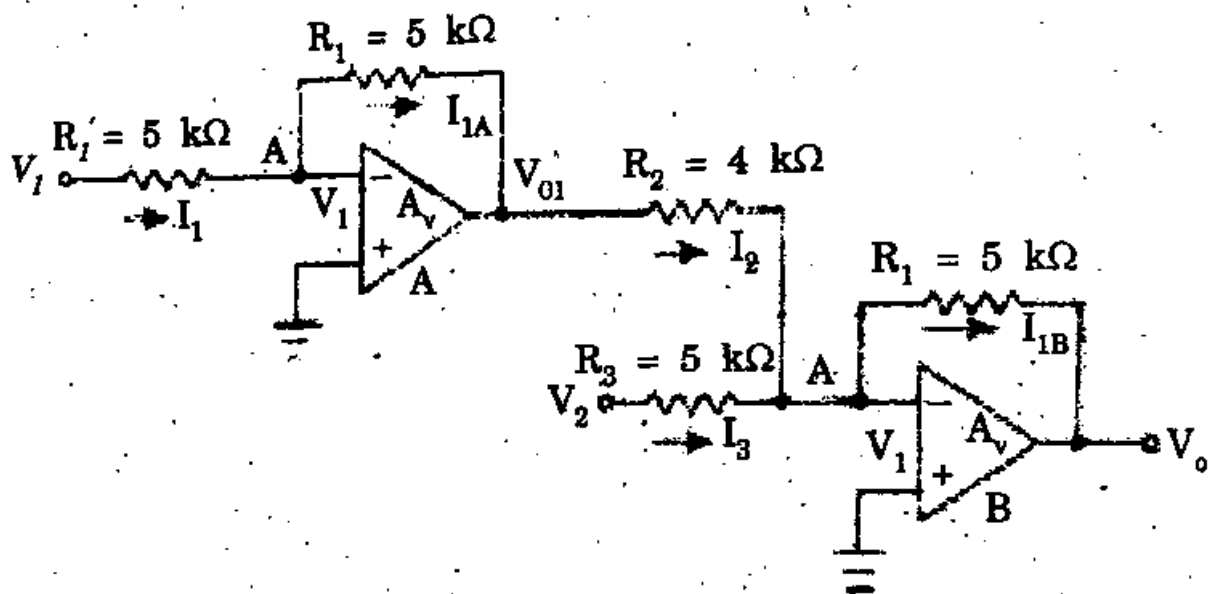 R₁ = 5 kΩ
I₁A
R₁' = 5 kΩ
A
V₁
I₁
V₁
−
Aᵥ
+
A
V₀₁
R₂ = 4 kΩ
I₂
R₁ = 5 kΩ
I₁B
R₃ = 5 kΩ
A
V₂
I₃
V₁
−
Aᵥ
+
B
Vₒ